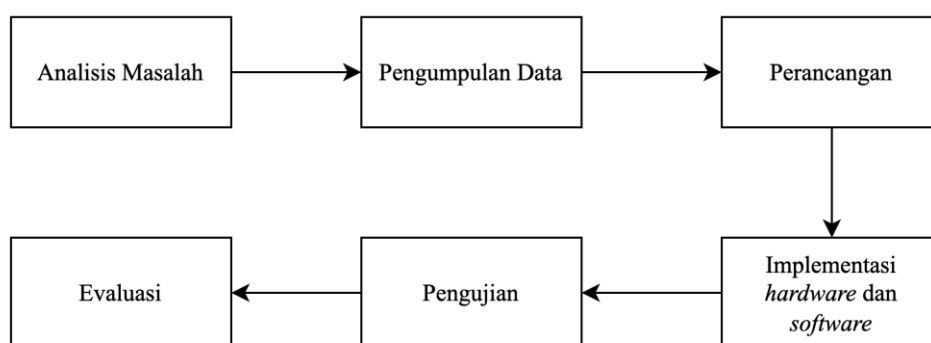 Analisis Masalah
Pengumpulan Data
Perancangan
Implementasi
hardware dan
software
Pengujian
Evaluasi